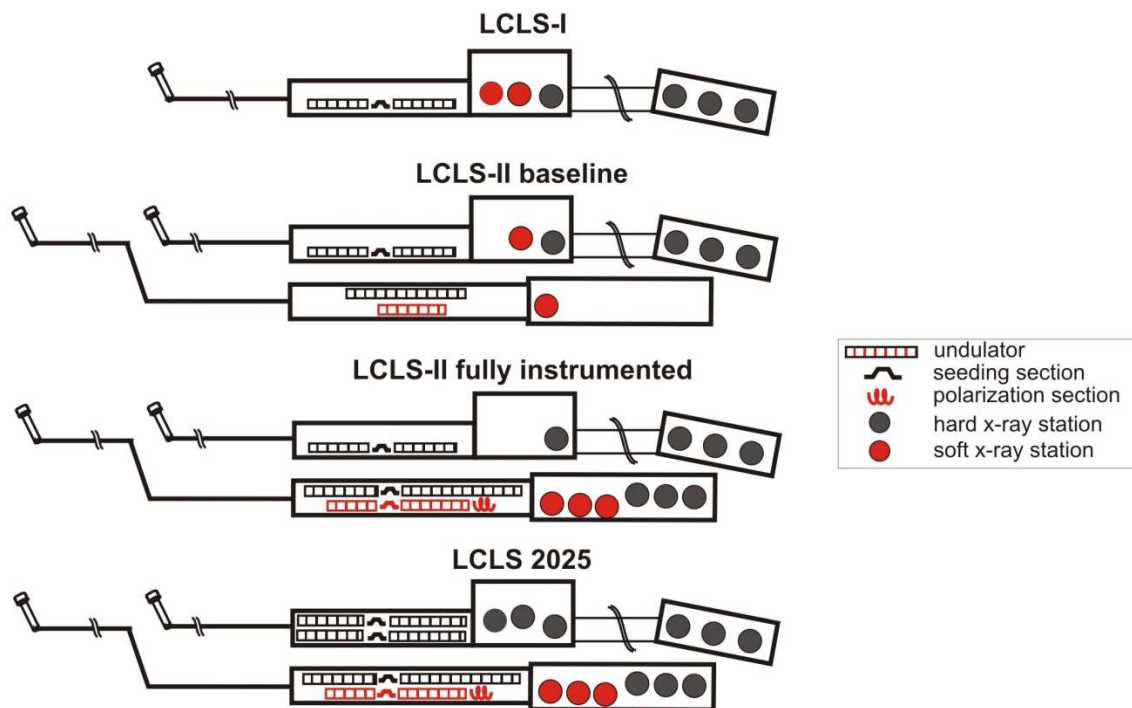 LCLS-I
LCLS-II baseline
LCLS-II fully instrumented
LCLS 2025
undulator
seeding section
polarization section
hard x-ray station
soft x-ray station